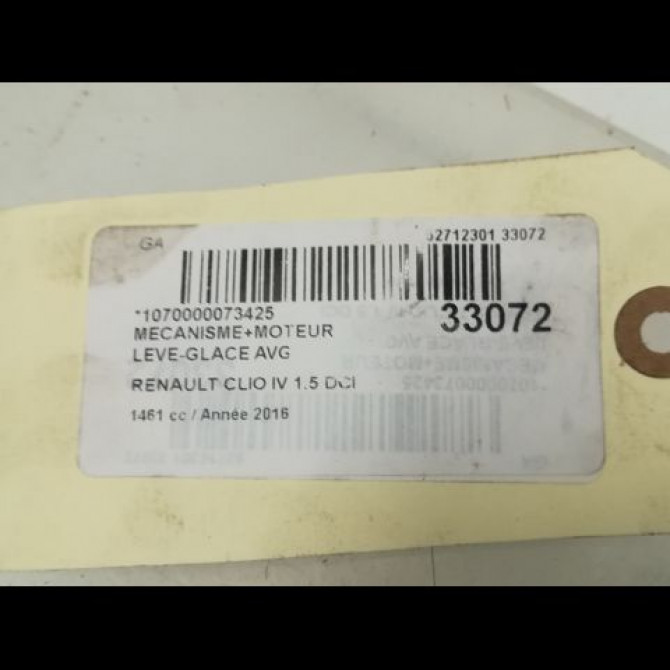 GA
02712301 33072
*1070000073425
33072
MECANISME+MOTEUR
LEVE-GLACE AVG
RENAULT CLIO IV 1.5 DCI
1461 cc / Année 2016